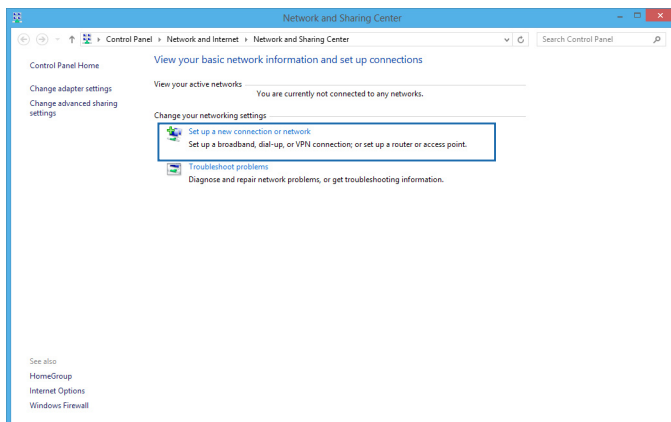 Network and Sharing Center
Control Panel Network and Internet Network and Sharing Center
Search Control Panel
Control Panel Home
Change adapter settings
Change advanced sharing
settings
View your basic network information and set up connections
View your active networks
You are currently not connected to any networks.
Change your networking settings
Set up a new connection or network
Set up a broadband, dial-up, or VPN connection; or set up a router or access point.
Troubleshoot problems
Diagnose and repair network problems, or get troubleshooting information.
See also
HomeGroup
Internet Options
Windows Firewall